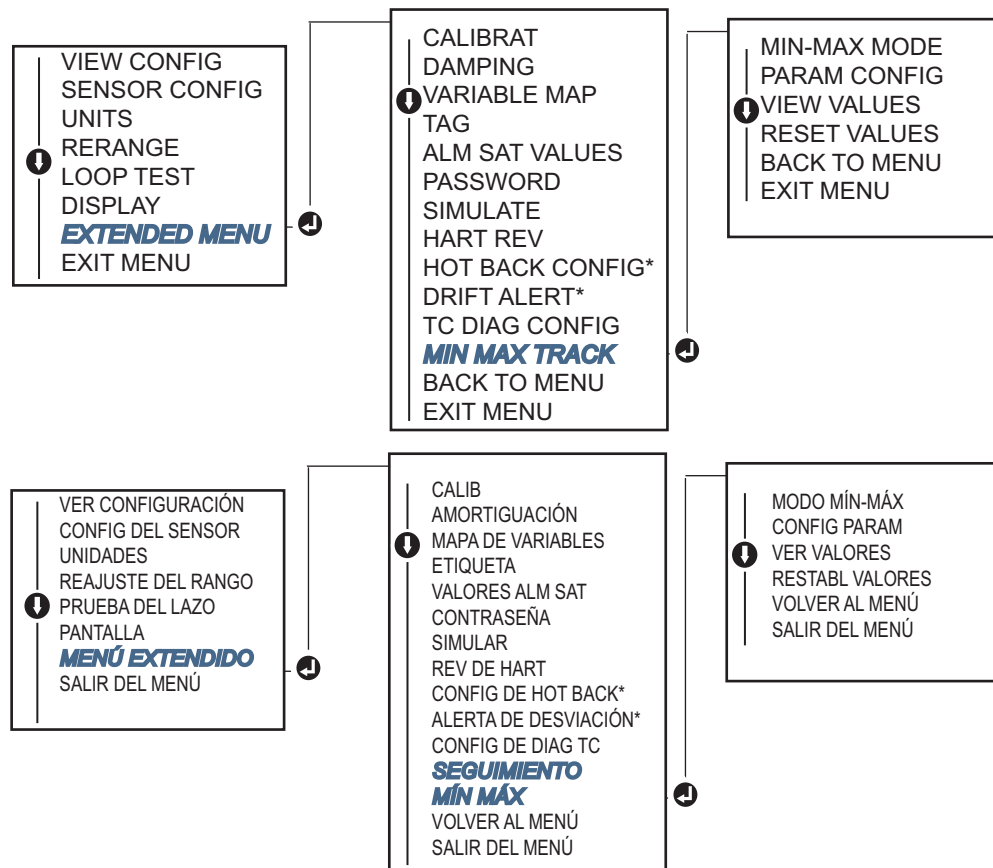 VIEW CONFIG
SENSOR CONFIG
UNITS
RERANGE
LOOP TEST
DISPLAY
EXTENDED MENU
EXIT MENU
CALIBRAT
DAMPING
VARIABLE MAP
TAG
ALM SAT VALUES
PASSWORD
SIMULATE
HART REV
HOT BACK CONFIG*
DRIFT ALERT*
TC DIAG CONFIG
MIN MAX TRACK
BACK TO MENU
EXIT MENU
MIN-MAX MODE
PARAM CONFIG
VIEW VALUES
RESET VALUES
BACK TO MENU
EXIT MENU
VER CONFIGURACIÓN
CONFIG DEL SENSOR
UNIDADES
REAJUSTE DEL RANGO
PRUEBA DEL LAZO
PANTALLA
MENÚ EXTENDIDO
SALIR DEL MENÚ
CALIB
AMORTIGUACIÓN
MAPA DE VARIABLES
ETIQUETA
VALORES ALM SAT
CONTRASEÑA
SIMULAR
REV DE HART
CONFIG DE HOT BACK*
ALERTA DE DESVIACIÓN*
CONFIG DE DIAG TC
SEGUIMIENTO
MÍN MÁX
VOLVER AL MENÚ
SALIR DEL MENÚ
MODO MÍN-MÁX
CONFIG PARAM
VER VALORES
RESTABL VALORES
VOLVER AL MENÚ
SALIR DEL MENÚ